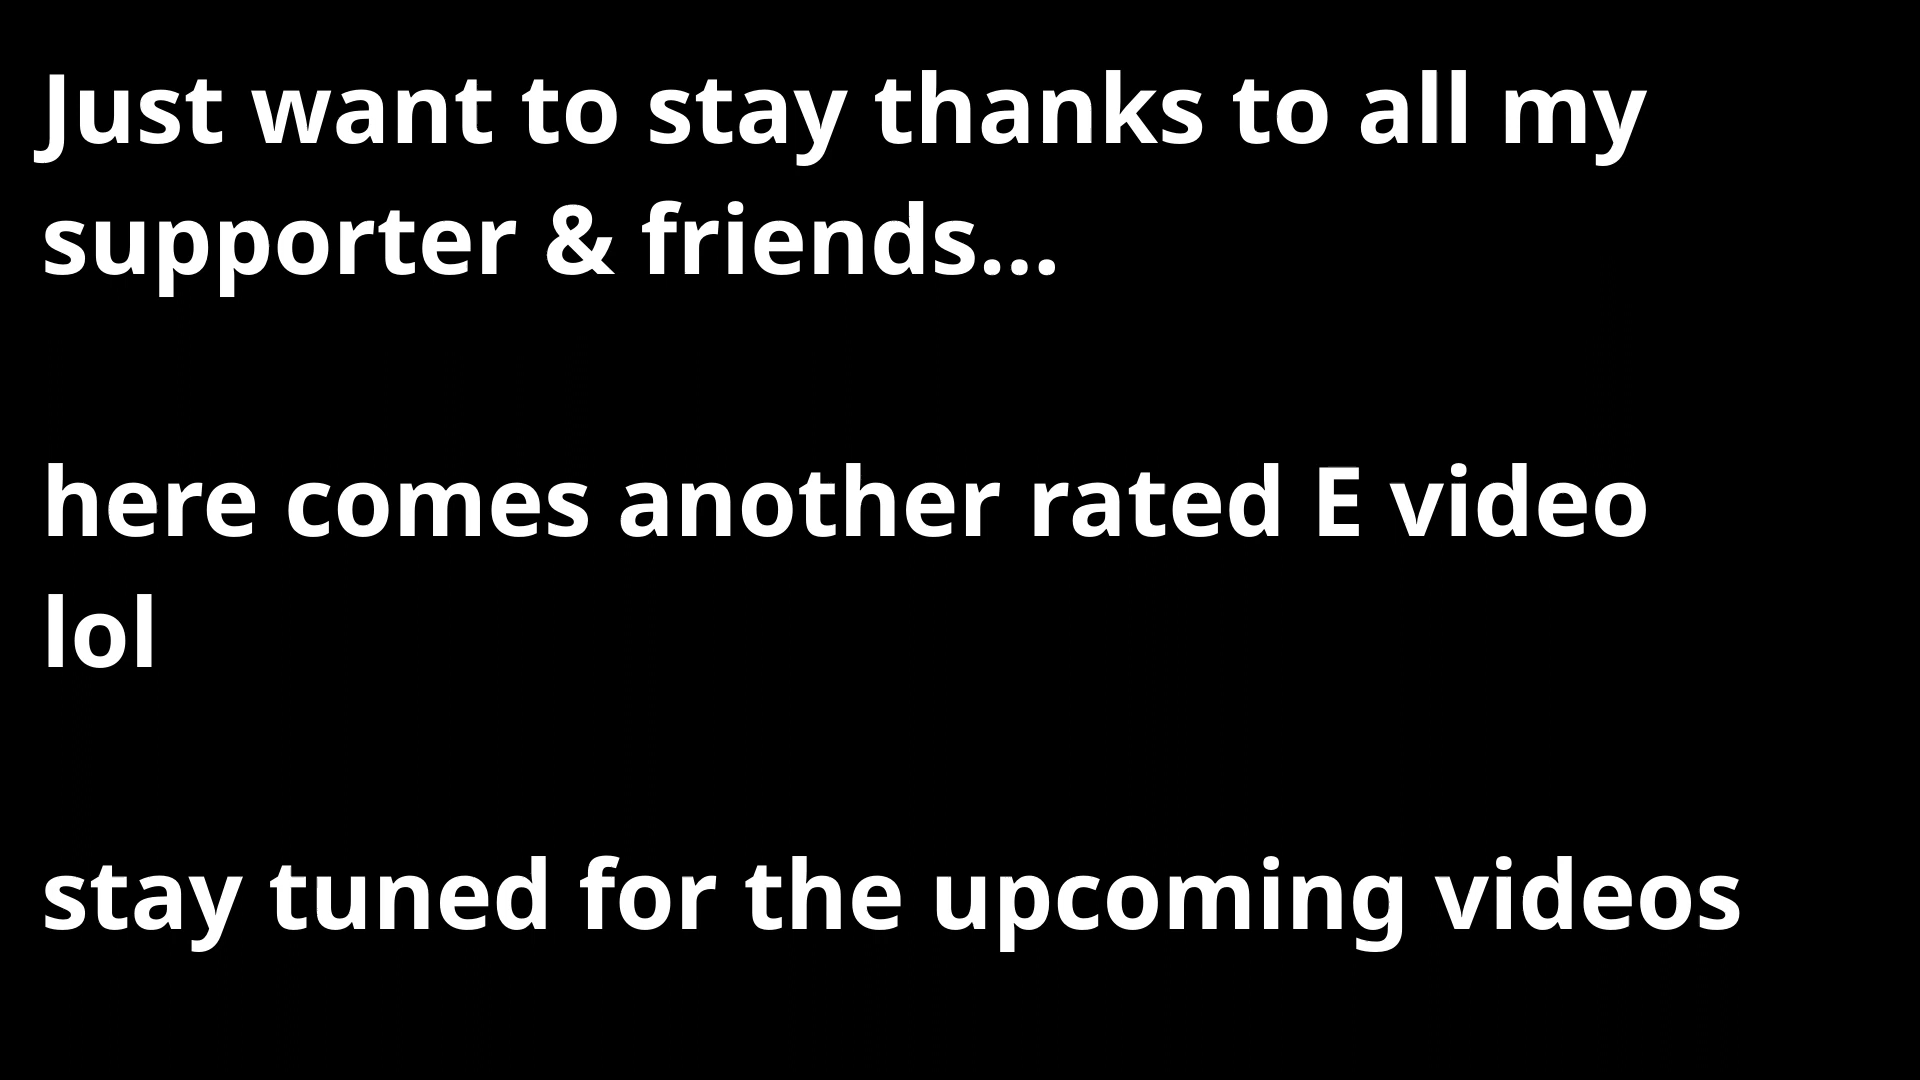 Just want to stay thanks to all my
supporter & friends...
here comes another rated E video
lol
stay tuned for the upcoming videos